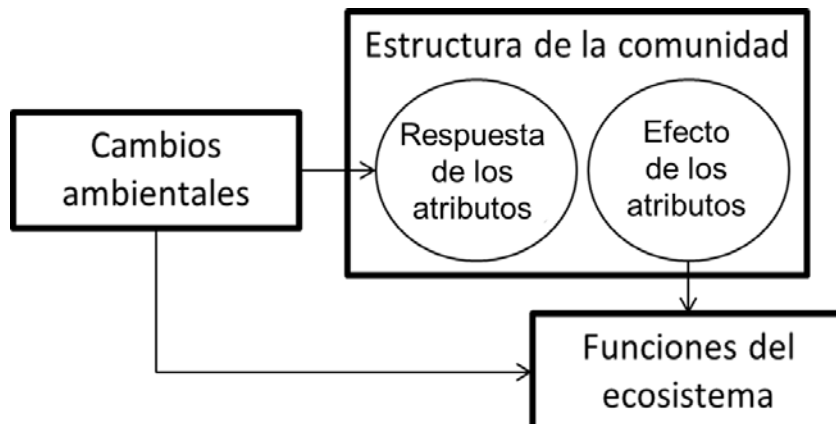 Estructura de la comunidad
Cambios
ambientales
Respuesta
de los
atributos
Efecto
de los
atributos
Funciones del
ecosistema